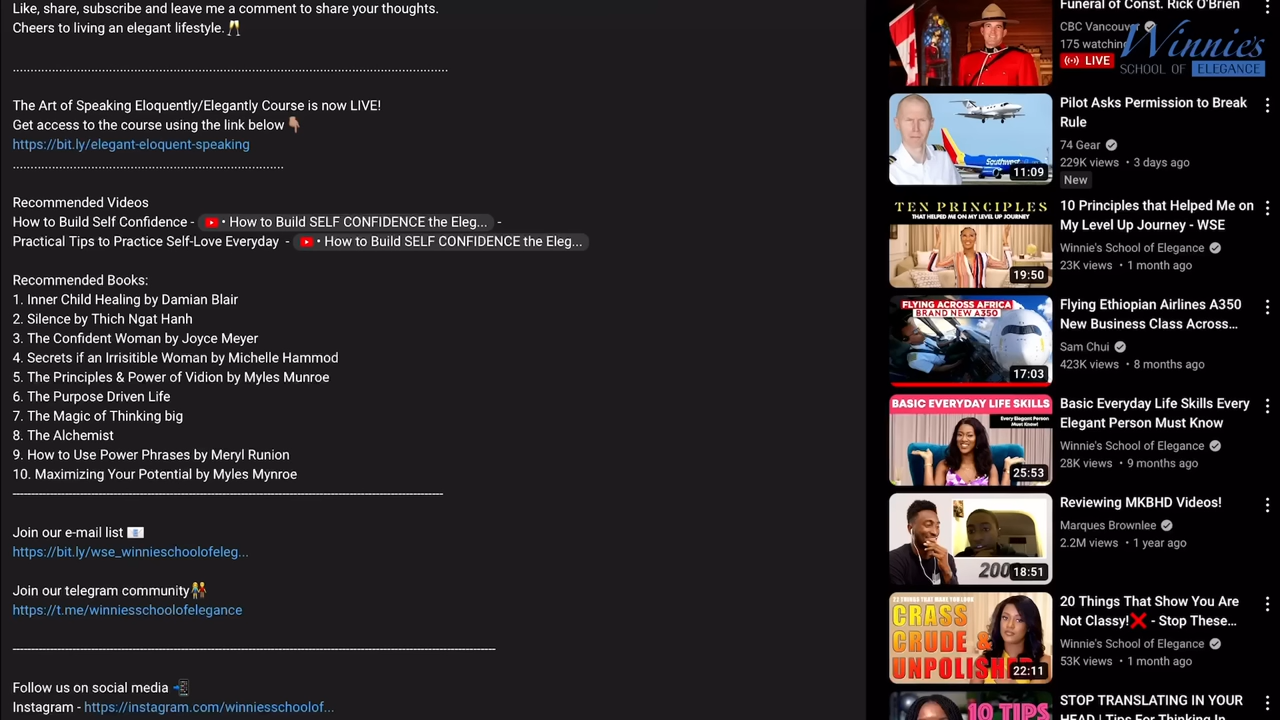 Like, share, subscribe and leave me a comment to share your thoughts.
Cheers to living an elegant lifestyle.🥂
The Art of Speaking Eloquently/Elegantly Course is now LIVE!
Get access to the course using the link below👇🏽
https://bit.ly/elegant-eloquent-speaking
Recommended Videos
How to Build Self Confidence - • How to Build SELF CONFIDENCE the Eleg... -
Practical Tips to Practice Self-Love Everyday - • How to Build SELF CONFIDENCE the Eleg...
Recommended Books:
1. Inner Child Healing by Damian Blair
2. Silence by Thich Ngat Hanh
3. The Confident Woman by Joyce Meyer
4. Secrets if an Irrisitible Woman by Michelle Hammod
5. The Principles & Power of Vidion by Myles Munroe
6. The Purpose Driven Life
7. The Magic of Thinking big
8. The Alchemist
9. How to Use Power Phrases by Meryl Runon
10. Maximizing Your Potential by Myles Mynroe
Join our e-mail list 📧
https://bit.ly/wse_winnieschoolofeleg...
Join our telegram community👫
https://t.me/winniesschoolofelegance
Follow us on social media 📲
Instagram - https://instagram.com/winniesschoolof...
Funeral of Const. Rick O'Brien
CBC Vancouver
175 watching
LIVE
Winnie's
SCHOOL OF ELEGANCE
Southwest
11:09
Pilot Asks Permission to Break
Rule
74 Gear
229K views • 3 days ago
New
TEN PRINCIPLES
THAT HELPED ME ON MY LEVEL UP JOURNEY
19:50
10 Principles that Helped Me on
My Level Up Journey - WSE
Winnie's School of Elegance
23K views • 1 month ago
FLYING ACROSS AFRICA
BRAND NEW A350
17:03
Flying Ethiopian Airlines A350
New Business Class Across...
Sam Chui
423K views • 8 months ago
BASIC EVERYDAY LIFE SKILLS
Every Elegant Person
Must Know!
25:53
Basic Everyday Life Skills Every
Elegant Person Must Know
Winnie's School of Elegance
28K views • 9 months ago
200
18:51
Reviewing MKBHD Videos!
Marques Brownlee
2.2M views • 1 year ago
CRASS
CRUDE &
UNPOLISH
22:11
20 Things That Show You Are
Not Classy!❌ - Stop These...
Winnie's School of Elegance
53K views • 1 month ago
10 TIPS
STOP TRANSLATING IN YOUR
HEAD | Tips For Thinking In